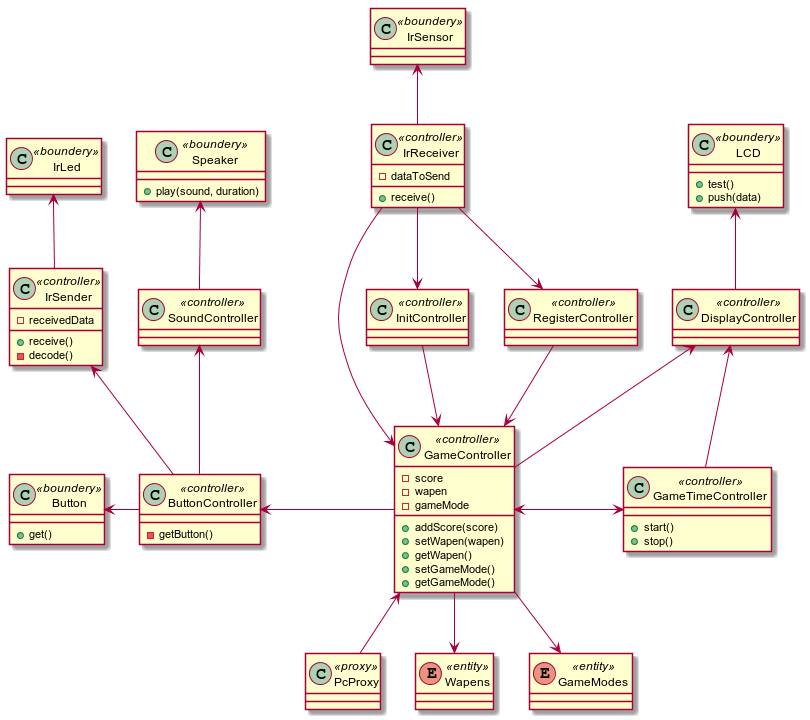 C «boundery»
IrSensor
C «boundery»
IrLed
C «boundery»
Speaker
play(sound, duration)
C «controller»
IrReceiver
dataToSend
receive()
C «boundery»
LCD
test()
push(data)
C «controller»
IrSender
receivedData
receive()
decode()
C «controller»
SoundController
C «controller»
InitController
C «controller»
RegisterController
C «controller»
DisplayController
C «boundery»
Button
get()
C «controller»
ButtonController
getButton()
C «controller»
GameController
score
wapen
gameMode
addScore(score)
setWapen(wapen)
getWapen()
setGameMode()
getGameMode()
C «controller»
GameTimeController
start()
stop()
C «proxy»
PcProxy
E «entity»
Wapens
E «entity»
GameModes